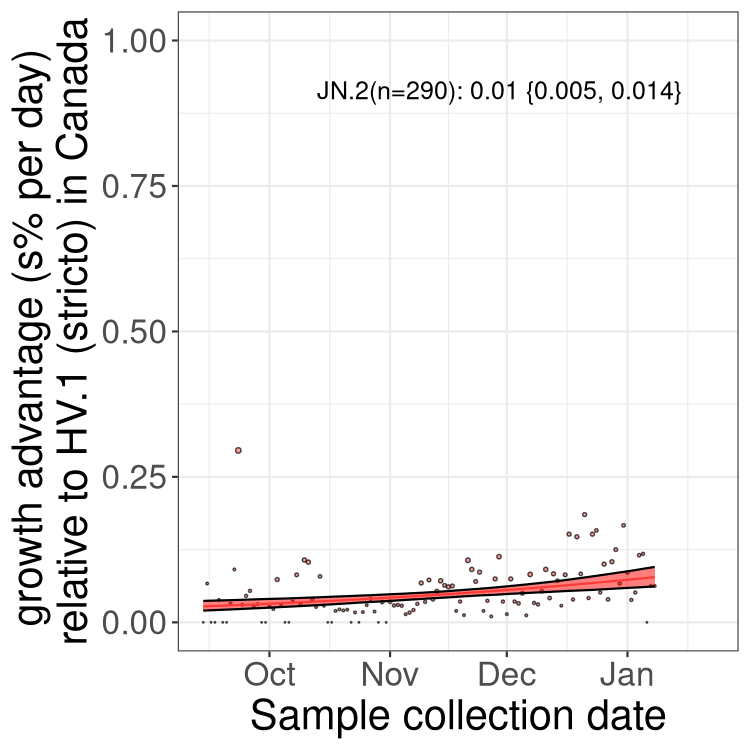 growth advantage (s% per day)
relative to HV.1 (stricto) in Canada
1.00
0.75
0.50
0.25
0.00
JN.2(n=290): 0.01 {0.005, 0.014}
Oct Nov Dec Jan
Sample collection date